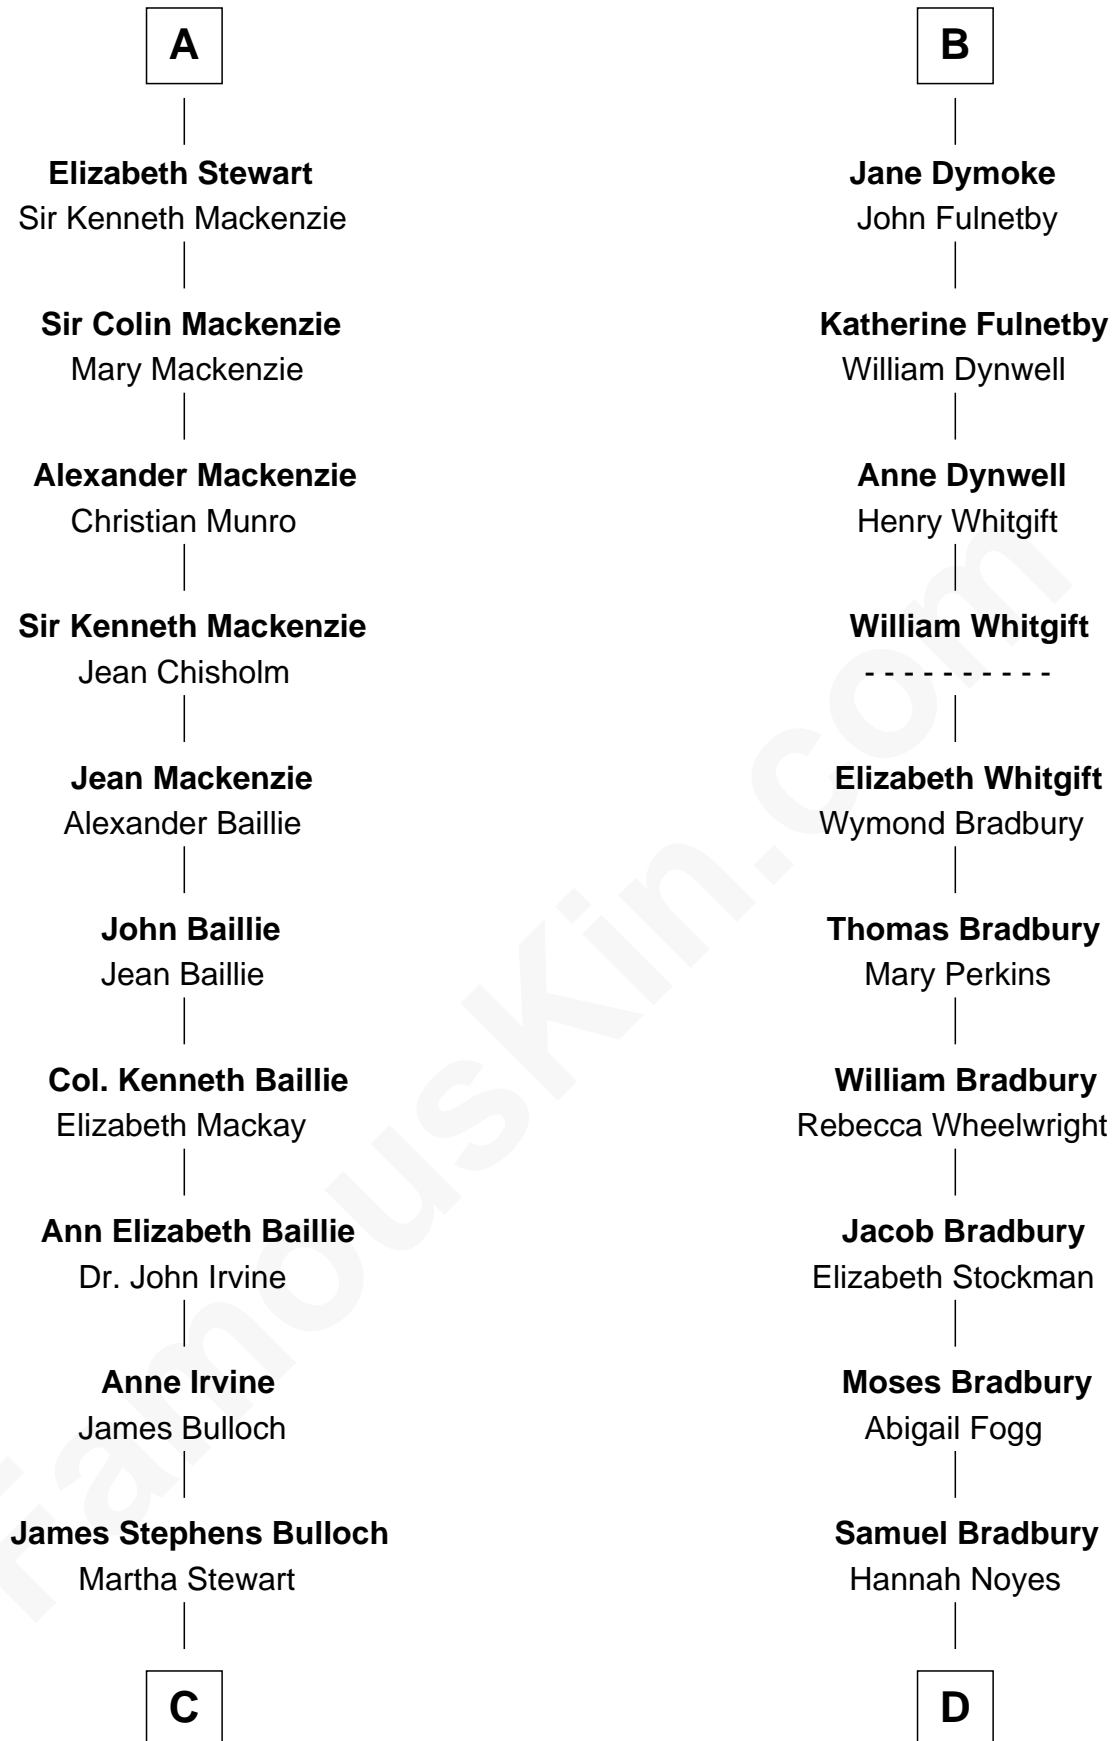 A
Elizabeth Stewart
Sir Kenneth Mackenzie
Sir Colin Mackenzie
Mary Mackenzie
Alexander Mackenzie
Christian Munro
Sir Kenneth Mackenzie
Jean Chisholm
Jean Mackenzie
Alexander Baillie
John Baillie
Jean Baillie
Col. Kenneth Baillie
Elizabeth Mackay
Ann Elizabeth Baillie
Dr. John Irvine
Anne Irvine
James Bulloch
James Stephens Bulloch
Martha Stewart
C
B
Jane Dymoke
John Fulnetby
Katherine Fulnetby
William Dynwell
Anne Dynwell
Henry Whitgift
William Whitgift
- - - - - - - - - -
Elizabeth Whitgift
Wymond Bradbury
Thomas Bradbury
Mary Perkins
William Bradbury
Rebecca Wheelwright
Jacob Bradbury
Elizabeth Stockman
Moses Bradbury
Abigail Fogg
Samuel Bradbury
Hannah Noyes
D
FamousKin.com